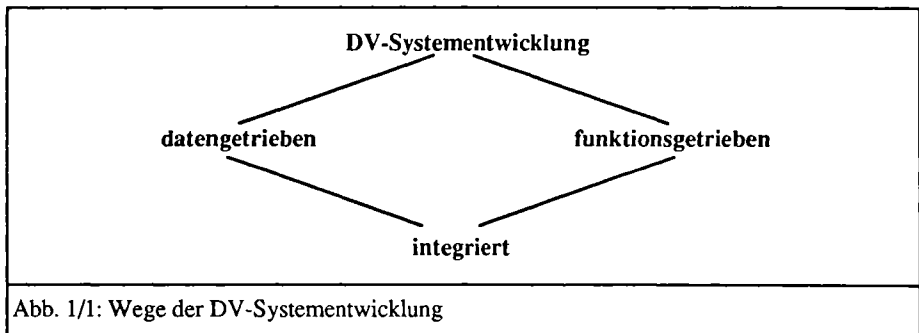 DV-Systementwicklung
datengetrieben funktionsgetrieben
integriert
Abb. 1/1: Wege der DV-Systementwicklung